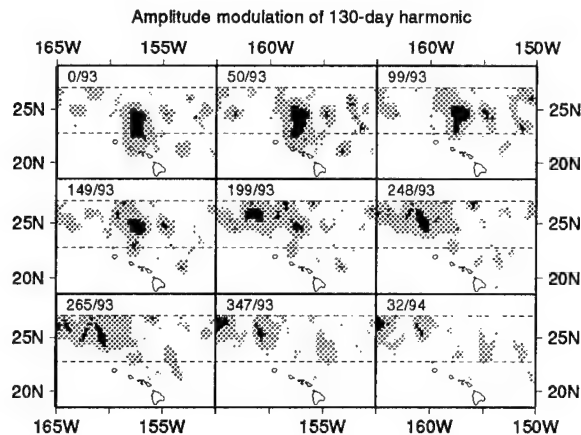 Amplitude modulation of 130-day harmonic
165W 155W 160W 160W 150W
0/93 50/93 99/93
25N 25N
20N 20N
149/93 199/93 248/93
25N 25N
20N 20N
265/93 347/93 32/94
25N 25N
20N 20N
165W 155W 155W 160W 150W